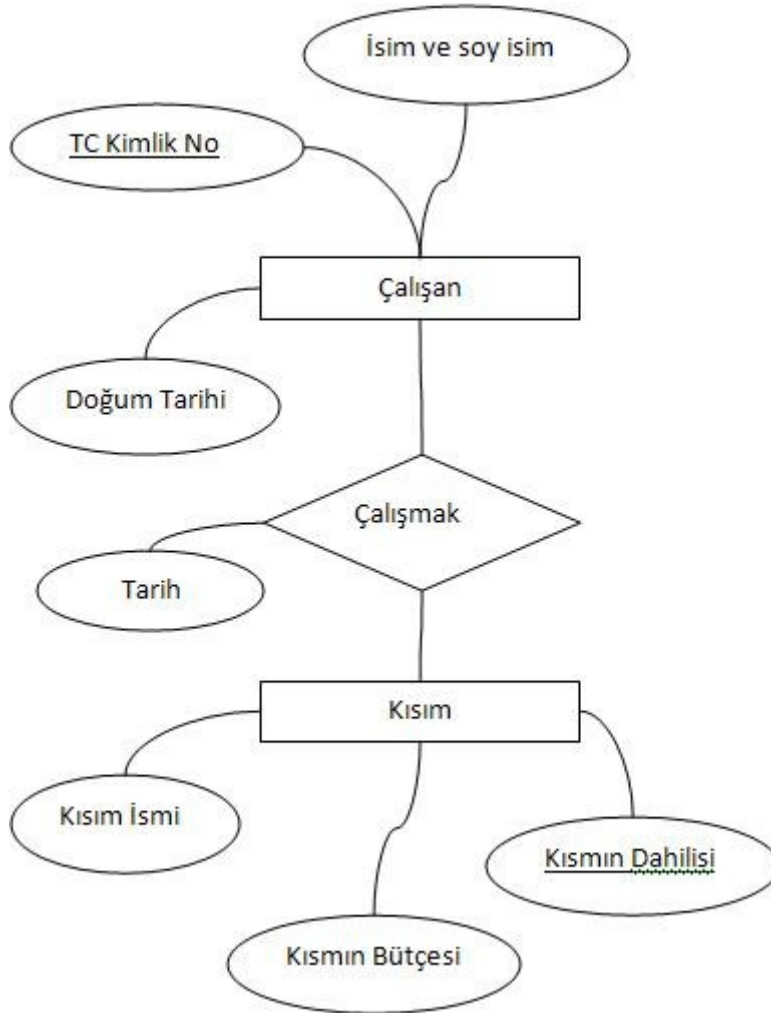 İsim ve soy isim
TC Kimlik No
Çalışan
Doğum Tarihi
Çalışmak
Tarih
Kısım
Kısım İsmi
Kısmın Dahilisi
Kısmın Bütçesi